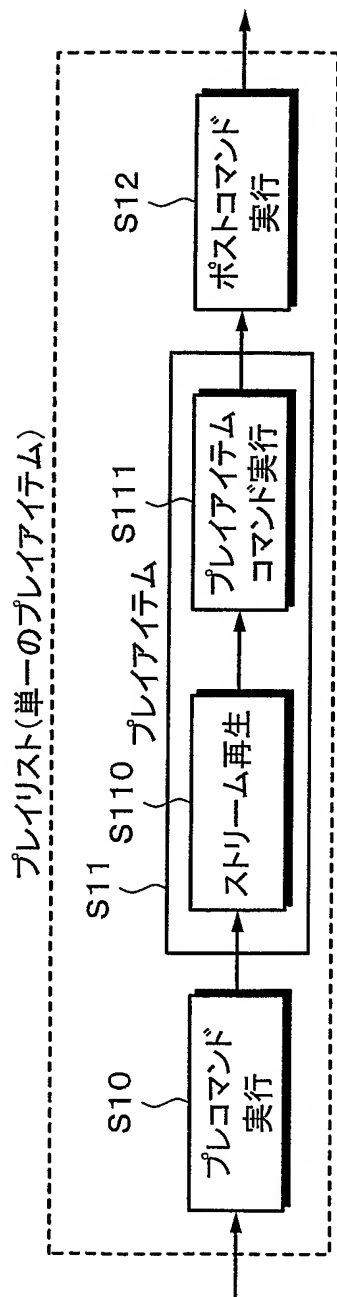 プレイリスト(単一のプレイアイテム)
S10
プレコマンド
実行
S11
プレイアイテム
S110
ストリーム再生
S111
プレイアイテム
コマンド実行
S12
ポストコマンド
実行